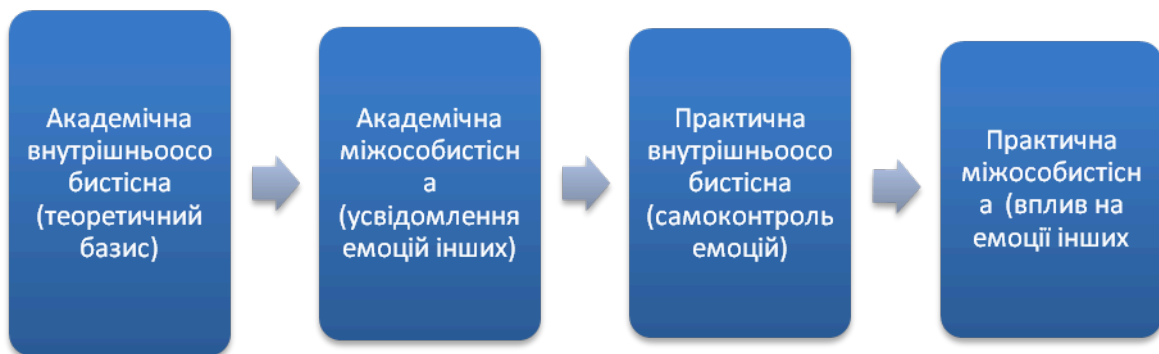 Академічна
внутрішньоосо
бистісна
(теоретичний
базис)
Академічна
міжособистісн
а
(усвідомлення
емоцій інших)
Практична
внутрішньоосо
бистісна
(самоконтроль
емоцій)
Практична
міжособистісн
а (вплив на
емоції інших